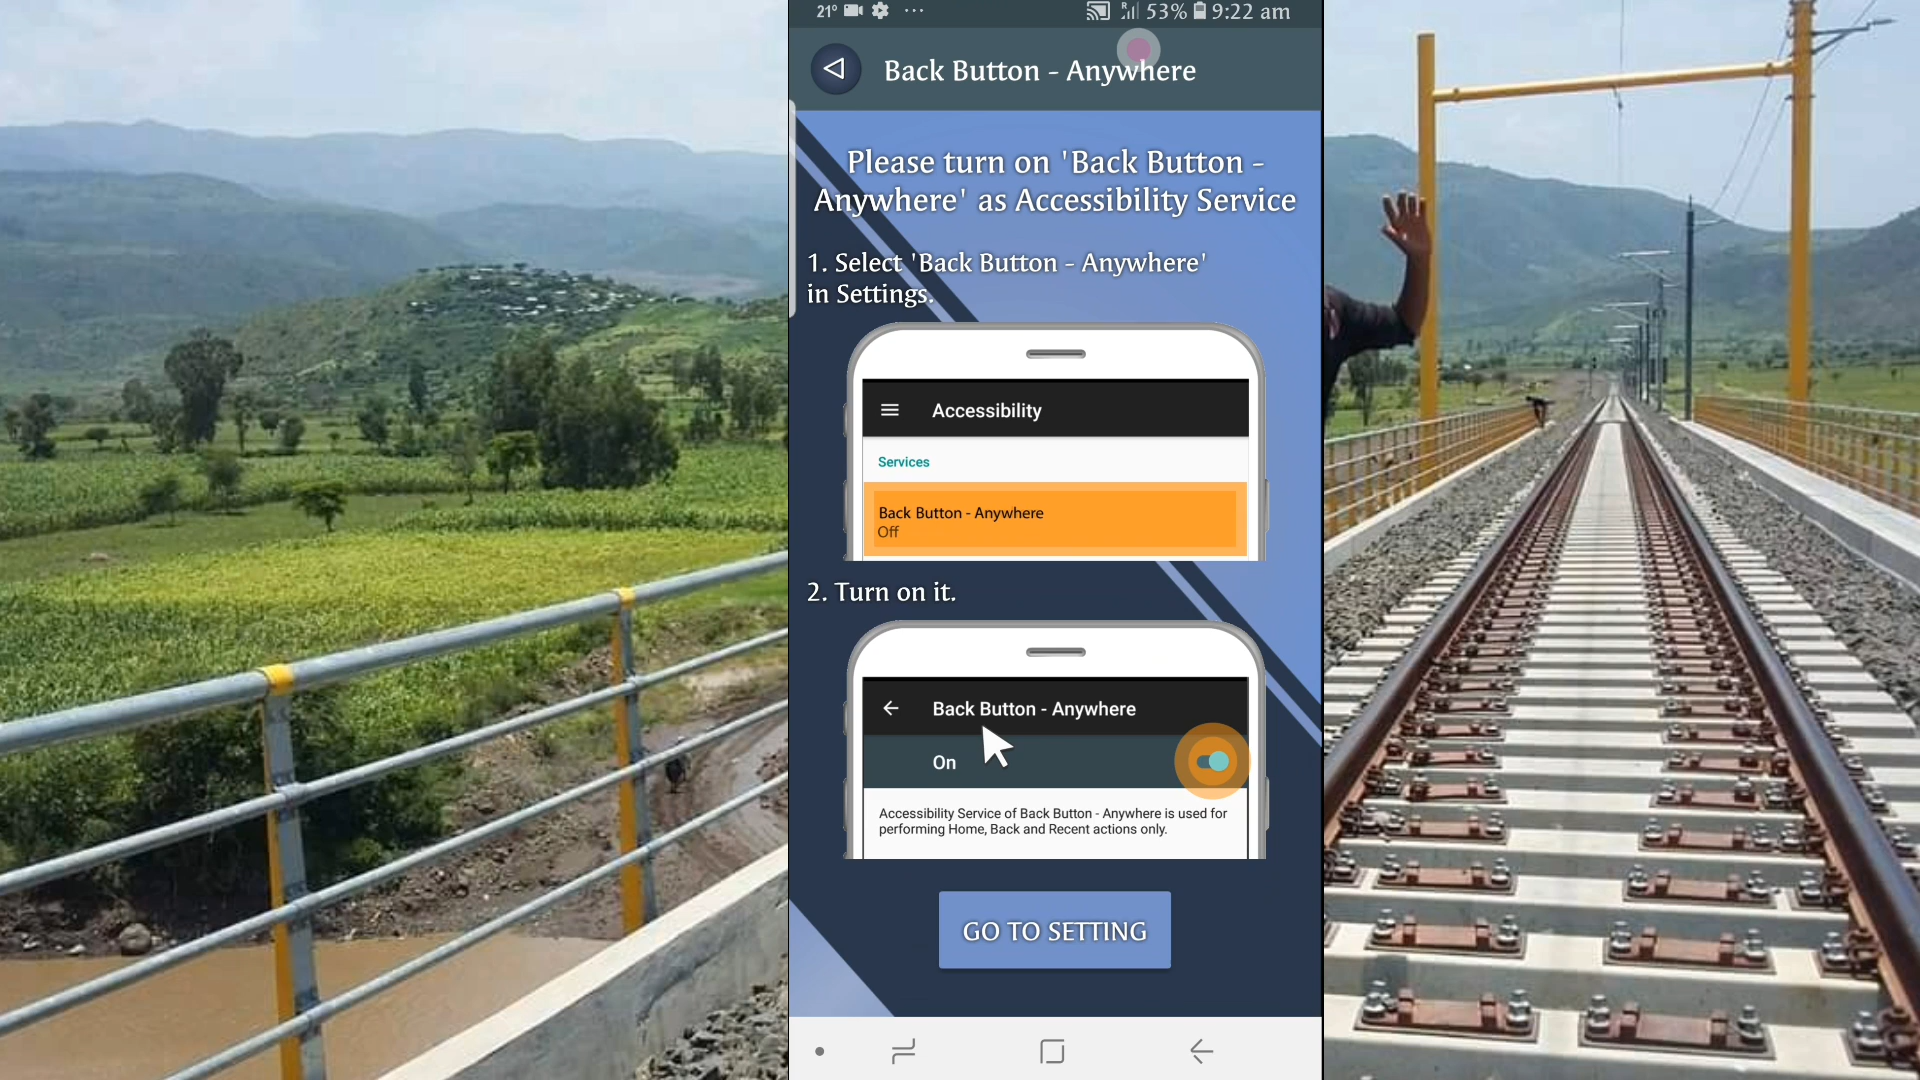 21° ... 53% 9:22 am
Back Button - Anywhere
Please turn on 'Back Button -
Anywhere' as Accessibility Service
1. Select 'Back Button - Anywhere'
in Settings.
Accessibility
Services
Back Button - Anywhere
Off
2. Turn on it.
Back Button - Anywhere
On
Accessibility Service of Back Button - Anywhere is used for
performing Home, Back and Recent actions only.
GO TO SETTING